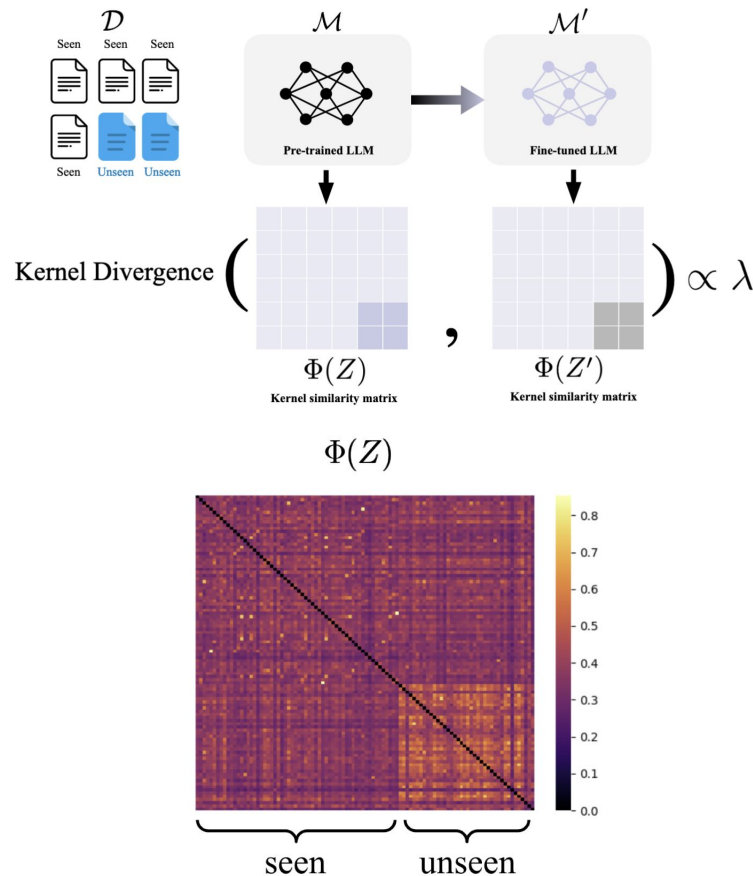 𝒟
ℳ
ℳ′
Seen Seen Seen
Seen Unseen Unseen
Pre-trained LLM
Fine-tuned LLM
Kernel Divergence ( , ) ∝ λ
Φ(Z)
Φ(Z′)
Kernel similarity matrix
Kernel similarity matrix
Φ(Z)
0.8
0.7
0.6
0.5
0.4
0.3
0.2
0.1
0.0
seen
unseen